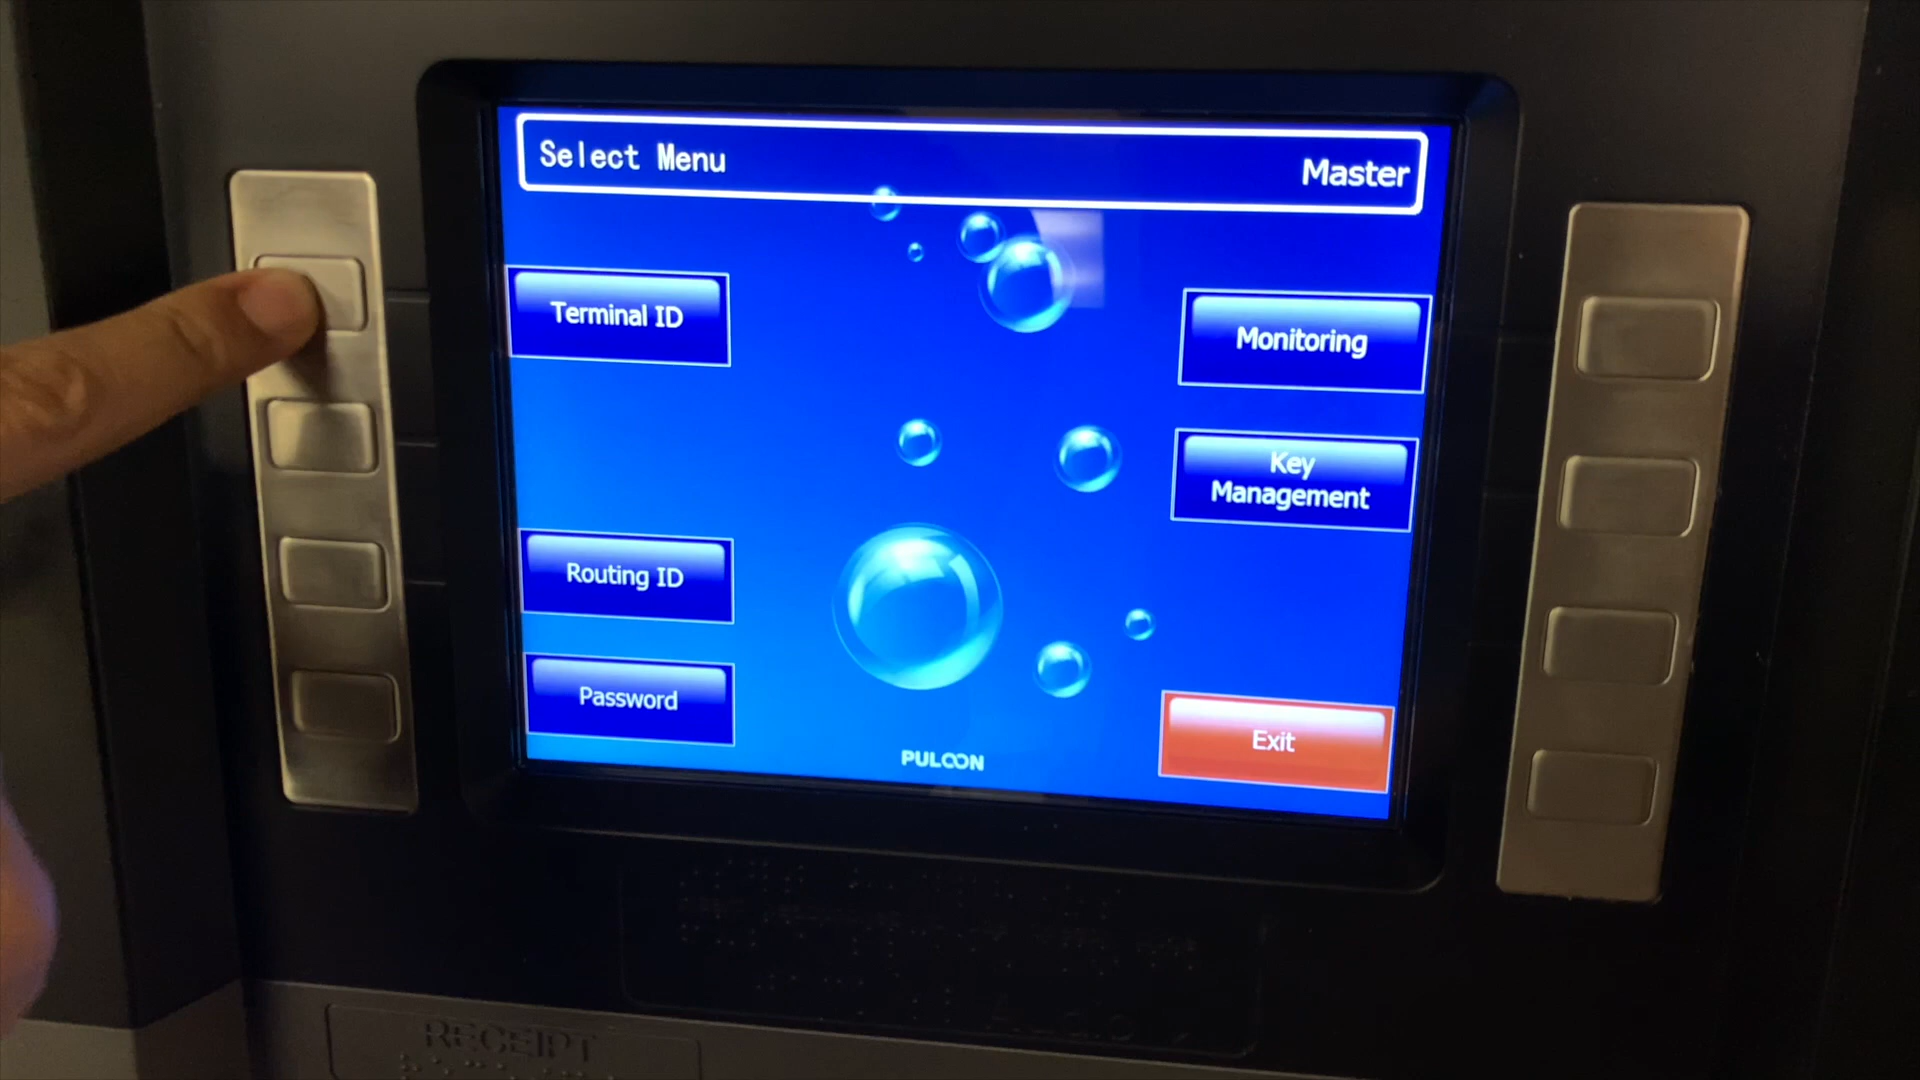 Select Menu
Master
Terminal ID
Monitoring
Key
Management
Routing ID
Password
Exit
PULOON
RECEIPT